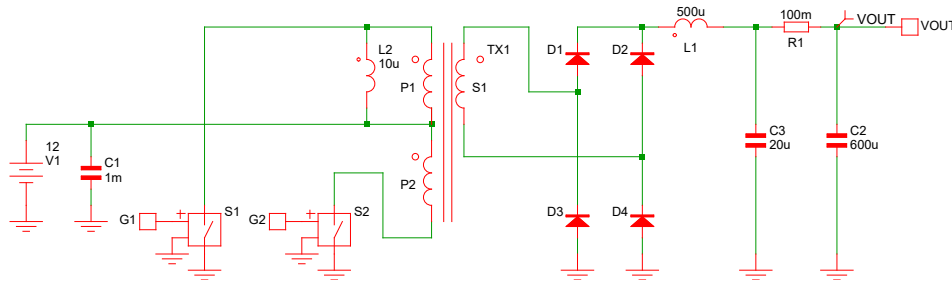 500u
L1
100m
R1
VOUT
VOUT
L2
10u
P1
TX1
S1
D1
D2
12
V1
C1
1m
P2
C3
20u
C2
600u
G1
+
S1
G2
+
S2
D3
D4